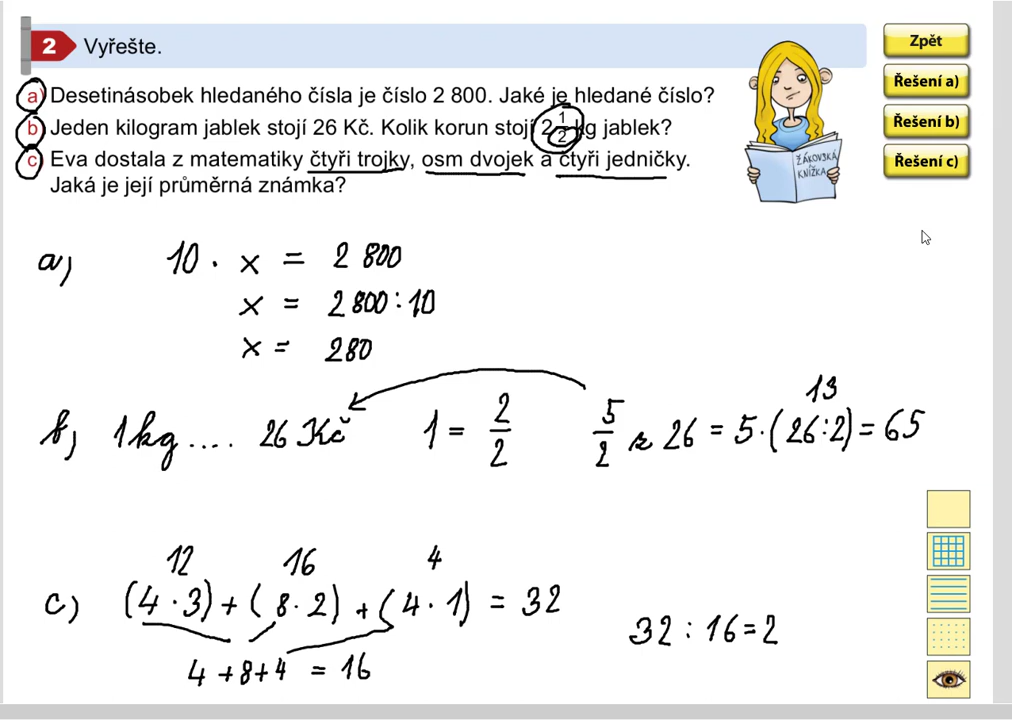 2 Vyřešte.
a) Desetinásobek hledaného čísla je číslo 2 800. Jaké je hledané číslo?
b) Jeden kilogram jablek stojí 26 Kč. Kolik korun stojí 2 1/2 kg jablek?
c) Eva dostala z matematiky čtyři trojky, osm dvojek a čtyři jedničky.
Jaká je její průměrná známka?
ŽÁKOVSKÁ
KNÍŽKA
Zpět
Řešení a)
Řešení b)
Řešení c)
a) 10 · x = 2 800
x = 2 800 : 10
x = 280
13
b) 1 kg .... 26 Kč 1 = 2/2 5/2 z 26 = 5·(26:2) = 65
12 16 4
c) (4·3) + (8·2) + (4·1) = 32
4+8+4 = 16
32 : 16 = 2